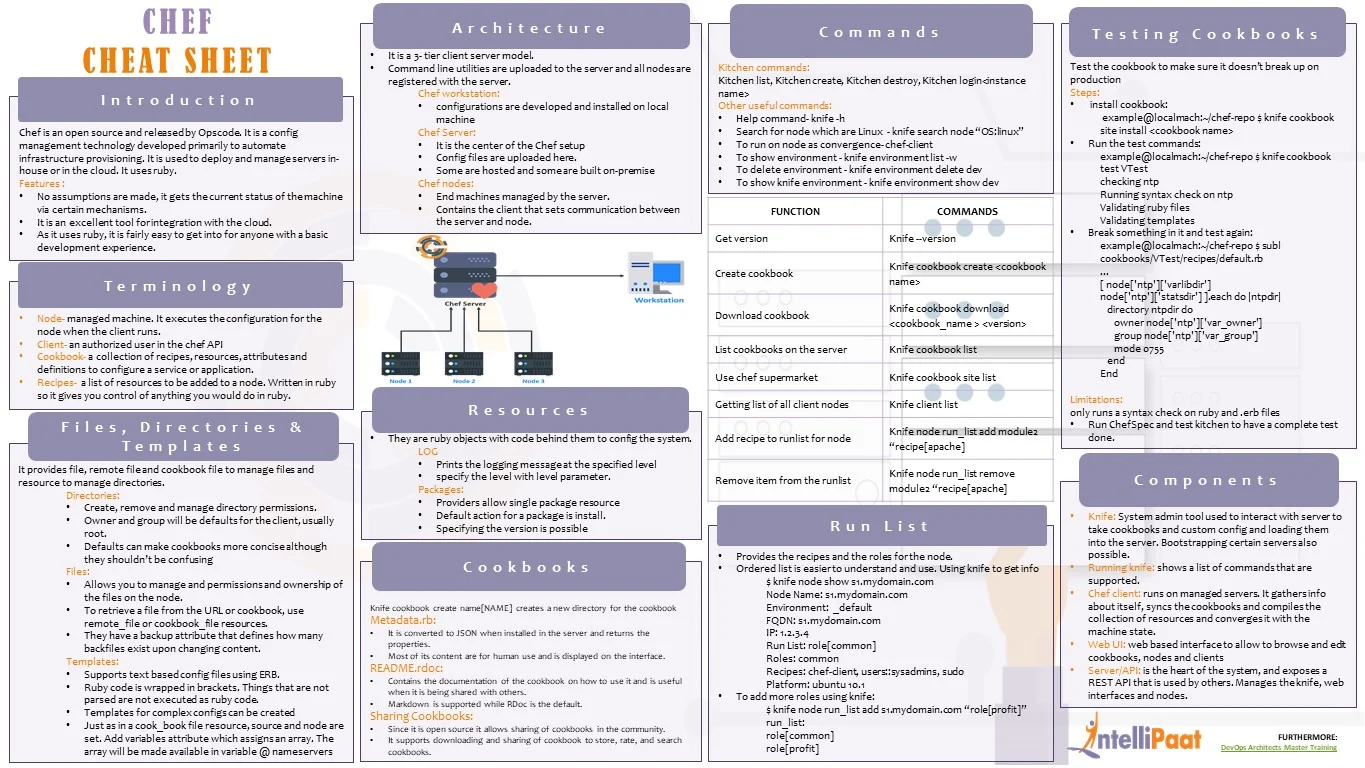 CHEF
CHEAT SHEET
Introduction
Chef is an open source and released by Opscode. It is a config
management technology developed primarily to automate
infrastructure provisioning. It is used to deploy and manage servers in-
house or in the cloud. It uses ruby.
Features :
• No assumptions are made, it gets the current status of the machine
via certain mechanisms.
• It is an excellent tool for integration with the cloud.
• As it uses ruby, it is fairly easy to get into for anyone with a basic
development experience.
Terminology
• Node- managed machine. It executes the configuration for the
node when the client runs.
• Client- an authorized user in the chef API
• Cookbook- a collection of recipes, resources, attributes and
definitions to configure a service or application.
• Recipes- a list of resources to be added to a node. Written in ruby
so it gives you control of anything you would do in ruby.
Files, Directories &
Templates
It provides file, remote file and cookbook file to manage files and
resource to manage directories.
Directories:
• Create, remove and manage directory permissions.
• Owner and group will be defaults for the client, usually
root.
• Defaults can make cookbooks more concise although
they shouldn't be confusing
Files:
• Allows you to manage and permissions and ownership of
the files on the node.
• To retrieve a file from the URL or cookbook, use
remote_file or cookbook_file resources.
• They have a backup attribute that defines how many
backfiles exist upon changing content.
Templates:
• Supports text based config files using ERB.
• Ruby code is wrapped in brackets. Things that are not
parsed are not executed as ruby code.
• Templates for complex configs can be created
• Just as in a cook_book file resource, source and node are
set. Add variables attribute which assigns an array. The
array will be made available in variable @ nameservers
Architecture
• It is a 3- tier client server model.
• Command line utilities are uploaded to the server and all nodes are
registered with the server.
Chef workstation:
• configurations are developed and installed on local
machine
Chef Server:
• It is the center of the Chef setup
• Config files are uploaded here.
• Some are hosted and some are built on-premise
Chef nodes:
• End machines managed by the server.
• Contains the client that sets communication between
the server and node.
Chef Server
Workstation
Node 1 Node 2 Node 3
Resources
• They are ruby objects with code behind them to config the system.
LOG
• Prints the logging message at the specified level
• specify the level with level parameter.
Packages:
• Providers allow single package resource
• Default action for a package is install.
• Specifying the version is possible
Cookbooks
Knife cookbook create name[NAME] creates a new directory for the cookbook
Metadata.rb:
• It is converted to JSON when installed in the server and returns the
properties.
• Most of its content are for human use and is displayed on the interface.
README.rdoc:
• Contains the documentation of the cookbook on how to use it and is useful
when it is being shared with others.
• Markdown is supported while RDoc is the default.
Sharing Cookbooks:
• Since it is open source it allows sharing of cookbooks in the community.
• It supports downloading and sharing of cookbook to store, rate, and search
cookbooks.
Commands
Kitchen commands:
Kitchen list, Kitchen create, Kitchen destroy, Kitchen login<instance
name>
Other useful commands:
• Help command- knife -h
• Search for node which are Linux - knife search node “OS:linux”
• To run on node as convergence- chef-client
• To show environment - knife environment list -w
• To delete environment - knife environment delete dev
• To show knife environment - knife environment show dev
FUNCTION COMMANDS
Get version Knife --version
Create cookbook Knife cookbook create <cookbook
name>
Download cookbook Knife cookbook download
<cookbook_name > <version>
List cookbooks on the server Knife cookbook list
Use chef supermarket Knife cookbook site list
Getting list of all client nodes Knife client list
Add recipe to runlist for node Knife node run_list add module2
“recipe[apache]
Remove item from the runlist Knife node run_list remove
module2 “recipe[apache]
Run List
• Provides the recipes and the roles for the node.
• Ordered list is easier to understand and use. Using knife to get info
$ knife node show s1.mydomain.com
Node Name: s1.mydomain.com
Environment: _default
FQDN: s1.mydomain.com
IP: 1.2.3.4
Run List: role[common]
Roles: common
Recipes: chef-client, users::sysadmins, sudo
Platform: ubuntu 10.1
• To add more roles using knife:
$ knife node run_list add s1.mydomain.com “role[profit]”
run_list:
role[common]
role[profit]
Testing Cookbooks
Test the cookbook to make sure it doesn’t break up on
production
Steps:
• install cookbook:
example@localmach:~/chef-repo $ knife cookbook
site install <cookbook name>
• Run the test commands:
example@localmach:~/chef-repo $ knife cookbook
test VTest
checking ntp
Running syntax check on ntp
Validating ruby files
Validating templates
• Break something in it and test again:
example@localmach:~/chef-repo $ subl
cookbooks/VTest/recipes/default.rb
...
[ node['ntp']['varlibdir']
node['ntp']['statsdir'] ].each do |ntpdir|
directory ntpdir do
owner node['ntp']['var_owner']
group node['ntp']['var_group']
mode 0755
end
End
Limitations:
only runs a syntax check on ruby and .erb files
• Run ChefSpec and test kitchen to have a complete test
done.
Components
• Knife: System admin tool used to interact with server to
take cookbooks and custom config and loading them
into the server. Bootstrapping certain servers also
possible.
• Running knife: shows a list of commands that are
supported.
• Chef client: runs on managed servers. It gathers info
about itself, syncs the cookbooks and compiles the
collection of resources and converges it with the
machine state.
• Web UI: web based interface to allow to browse and edit
cookbooks, nodes and clients
• Server/API: is the heart of the system, and exposes a
REST API that is used by others. Manages the knife, web
interfaces and nodes.
IntelliPaat
FURTHERMORE:
DevOps Architects Master Training